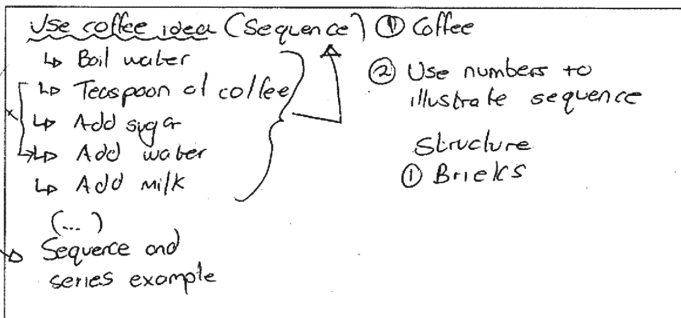 Use coffee idea (Sequence) ① Coffee
↳ Boil water
↳ Teaspoon of coffee
↳ Add sugar
↳ Add water
↳ Add milk
(...)
Sequence and
series example
② Use numbers to
illustrate sequence
Structure
① Bricks